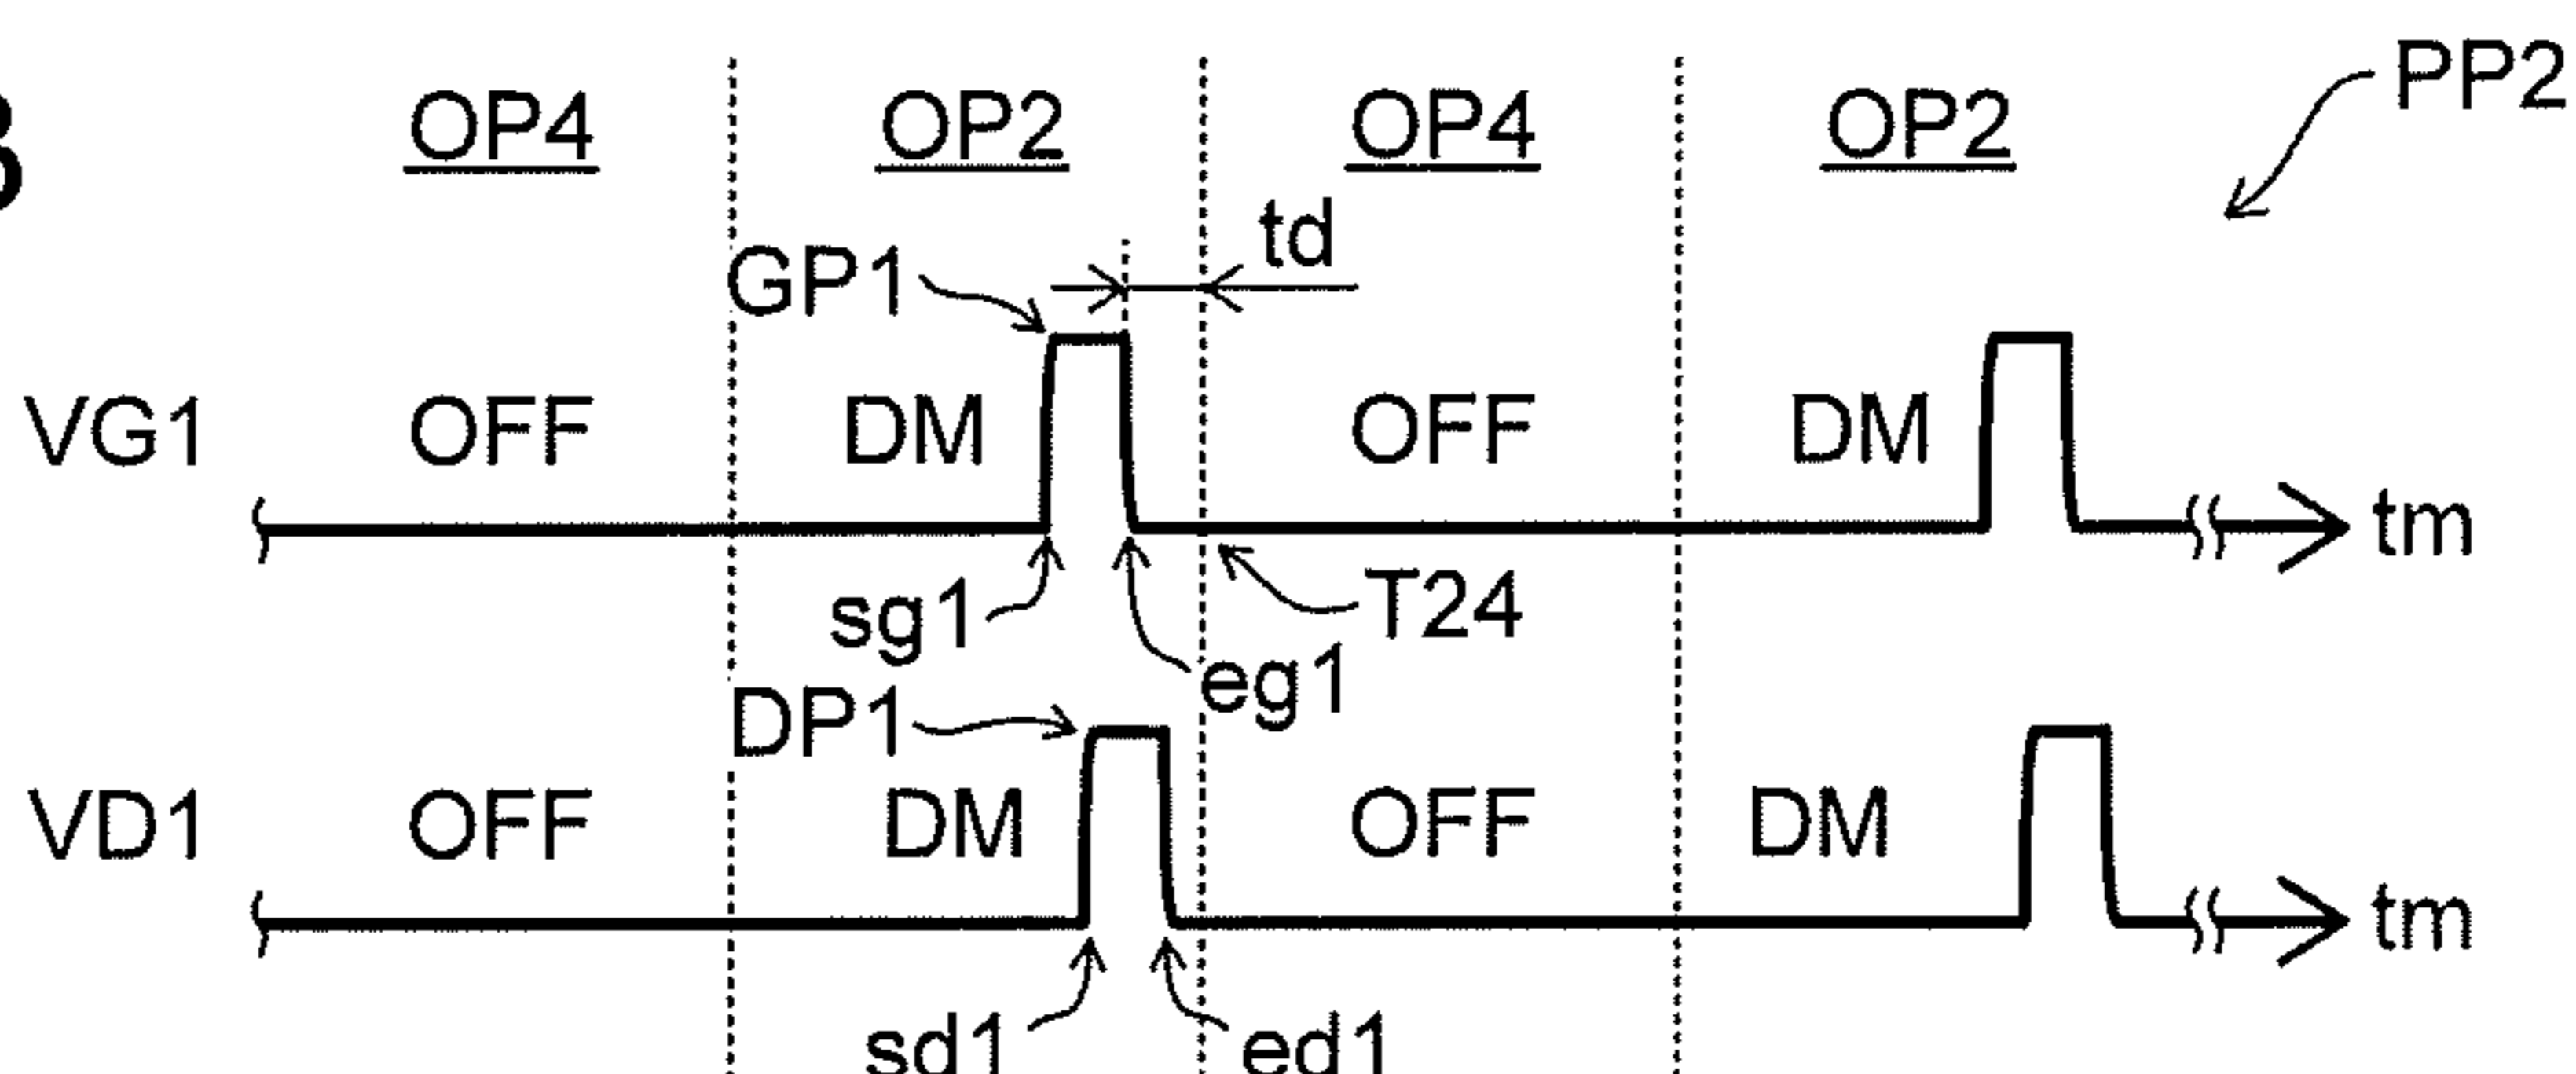 B
OP4 OP2 OP4 OP2 PP2
td
GP1
VG1 OFF DM OFF DM
tm
sg1 T24
eg1
DP1
VD1 OFF DM OFF DM
tm
sd1 ed1